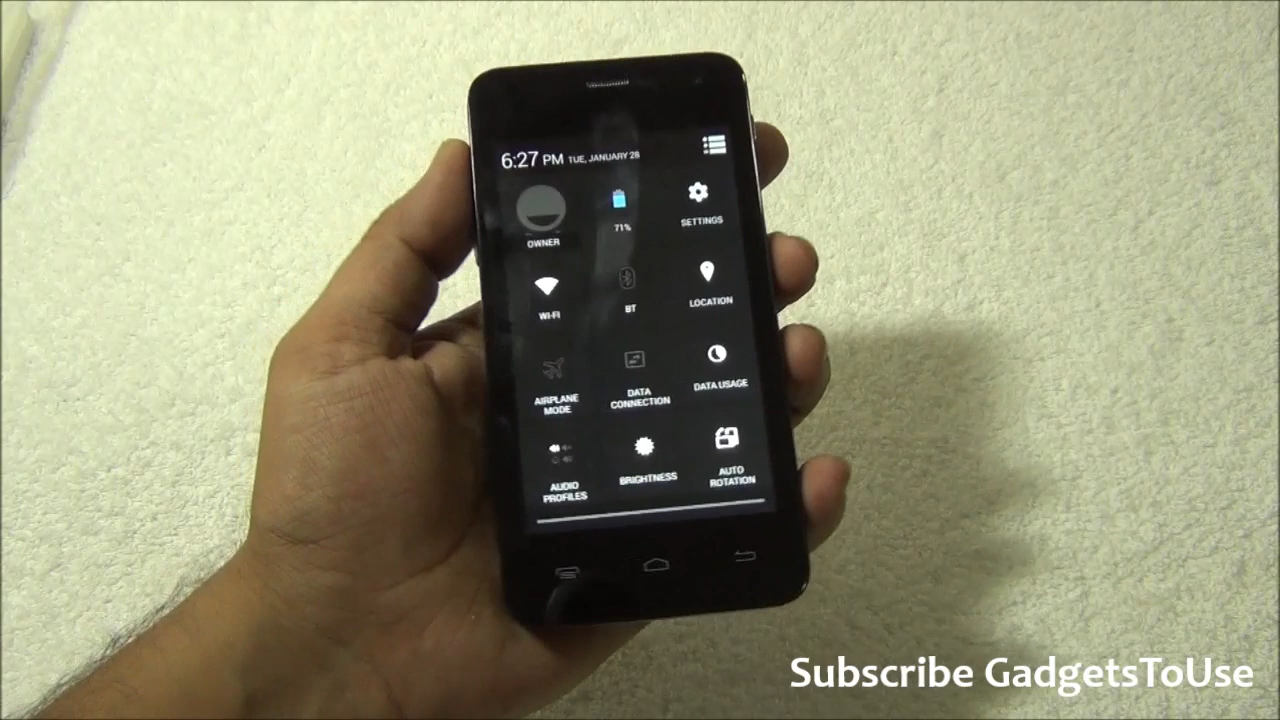 6:27 PM TUE, JANUARY 28
OWNER
71%
SETTINGS
WI-FI
BT
LOCATION
AIRPLANE
MODE
DATA
CONNECTION
DATA USAGE
AUDIO
PROFILES
BRIGHTNESS
AUTO
ROTATION
Subscribe GadgetsToUse